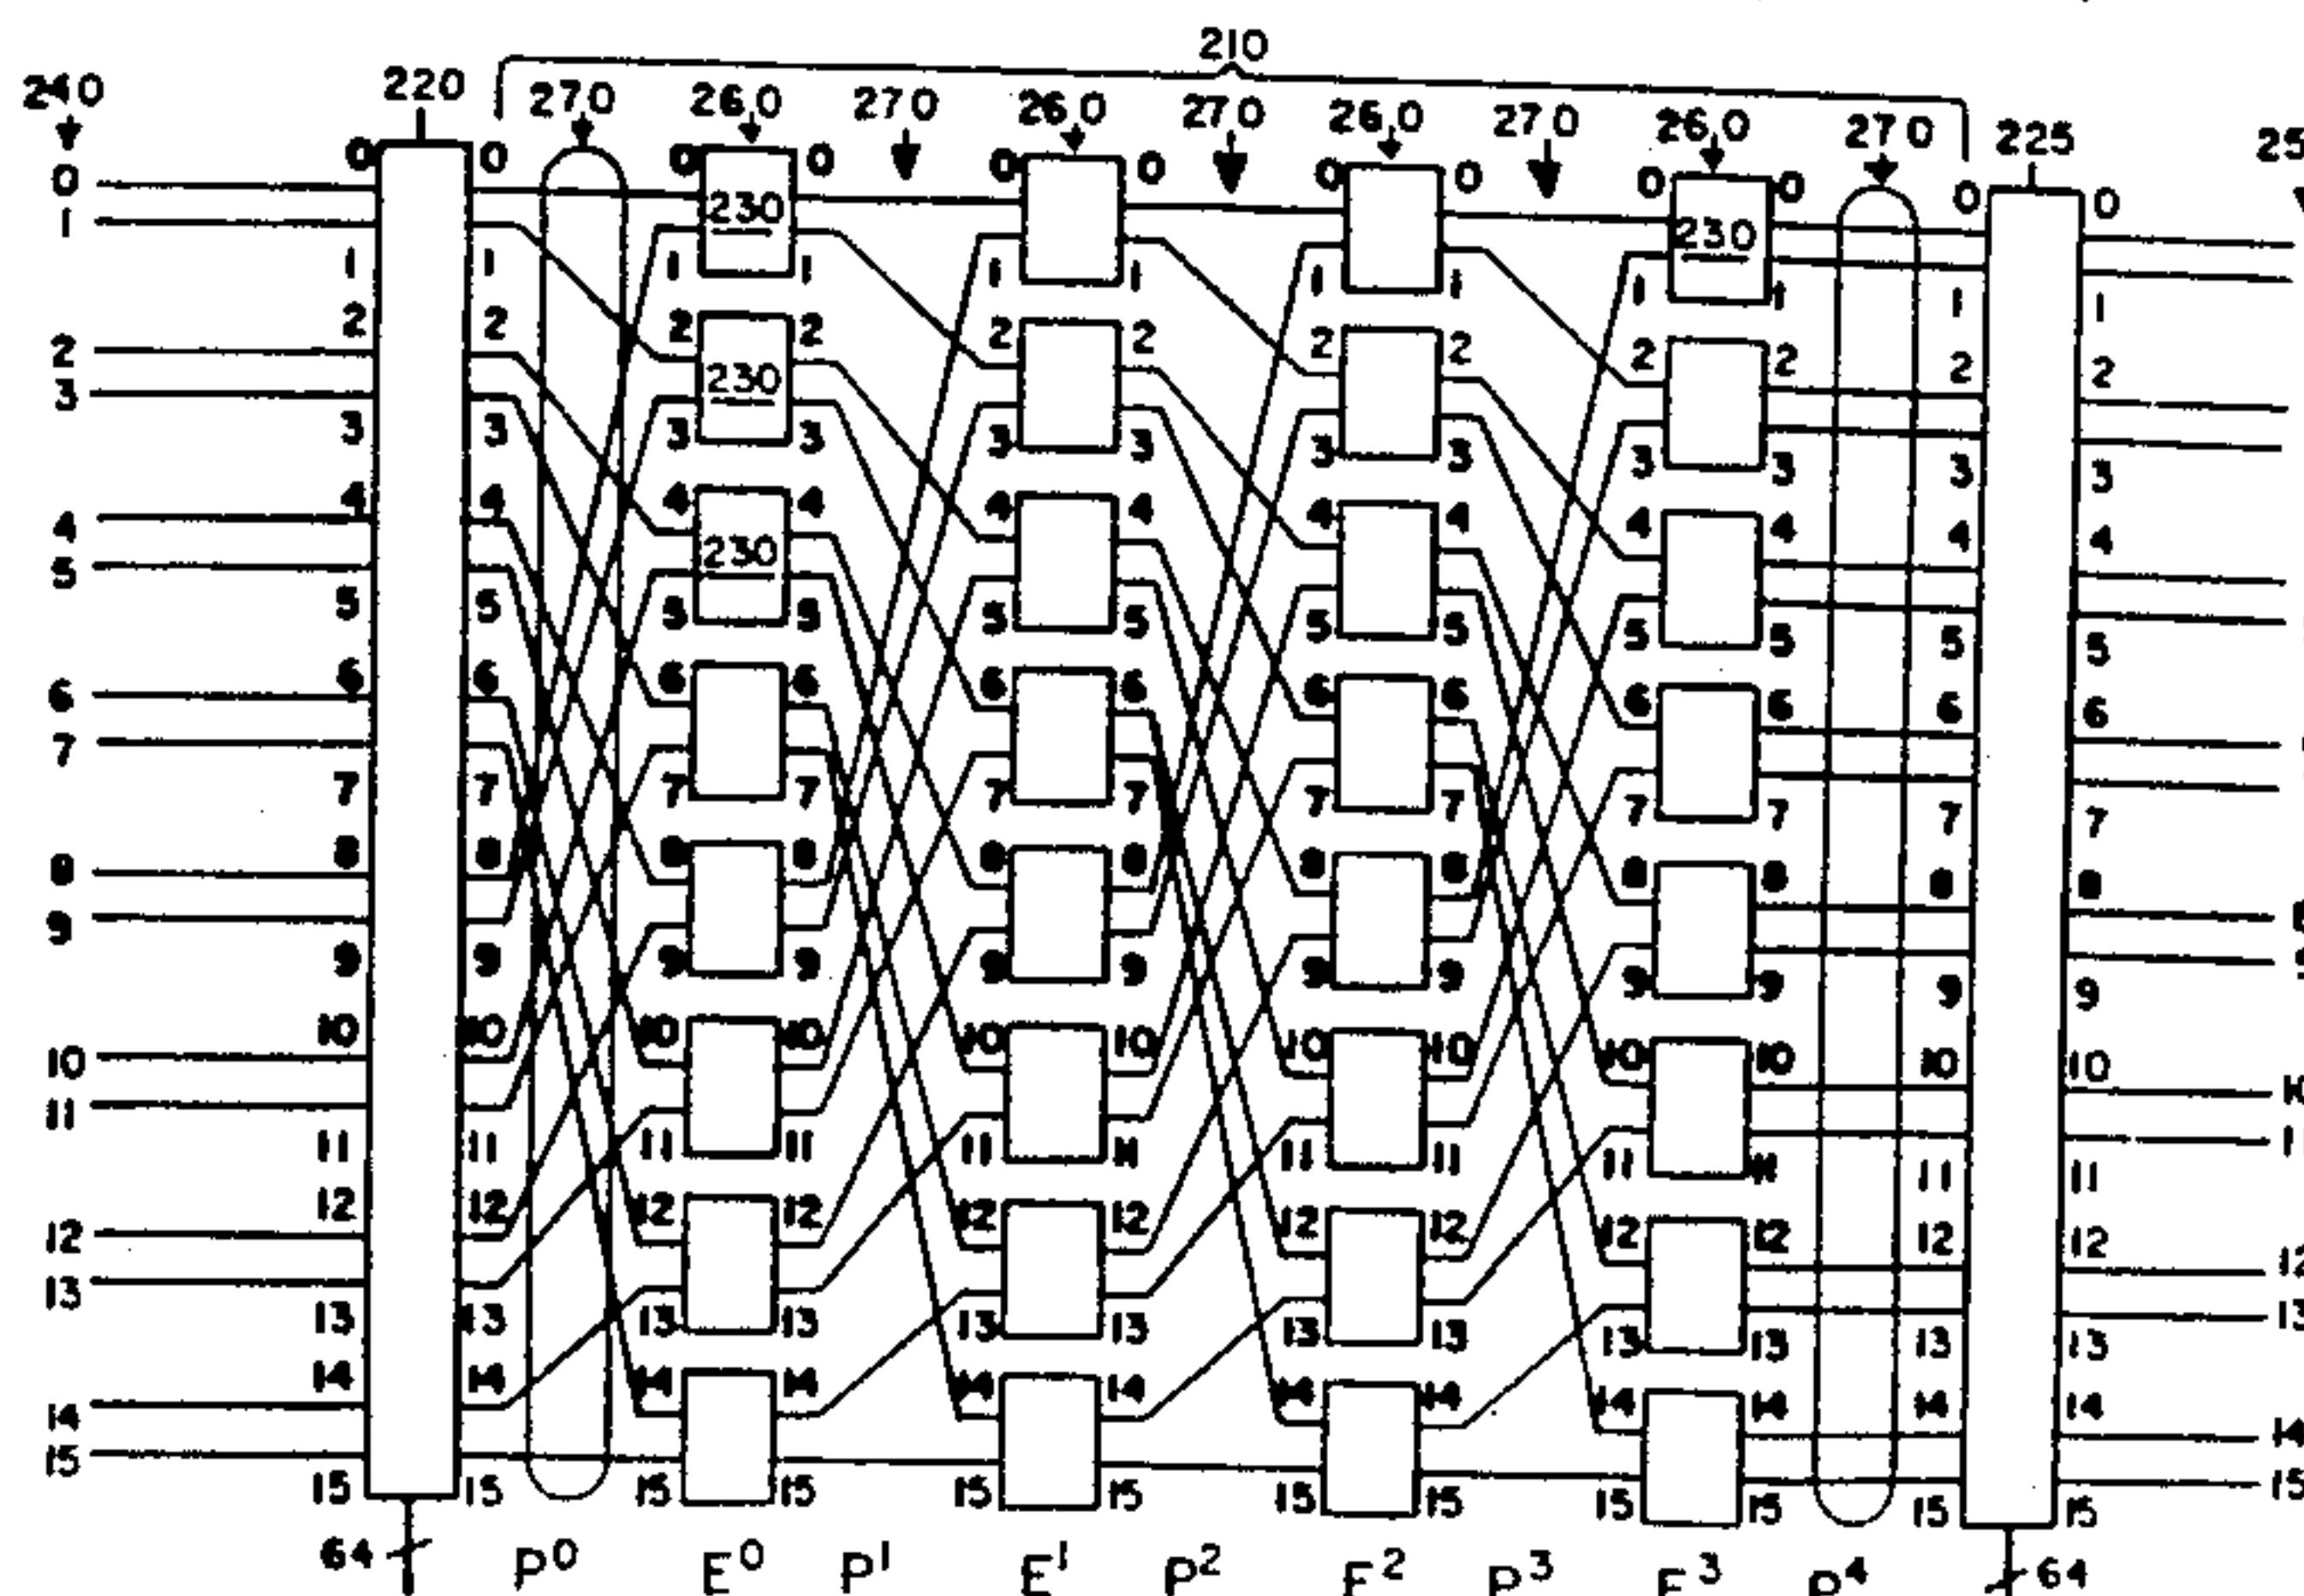 210
240 220 270 260 270 260 270 260 270 260 270 225
0 0 0 0 0 0 0 0 0 0 0 0 0
230 230
1 1 1 1 1 1 1 1 1 1 1 1 1
2 2 2 2 2 2 2 2 2 2 2 2 2
230
3 3 3 3 3 3 3 3 3 3 3 3 3
4 4 4 4 4 4 4 4 4 4 4 4 4
230
5 5 5 5 5 5 5 5 5 5 5 5 5
6 6 6 6 6 6 6 6 6 6 6 6 6
7 7 7 7 7 7 7 7 7 7 7 7 7
8 8 8 8 8 8 8 8 8 8 8 8 8
9 9 9 9 9 9 9 9 9 9 9 9 9
10 10 10 10 10 10 10 10 10 10 10 10 10 10
11 11 11 11 11 11 11 11 11 11 11 11 11
12 12 12 12 12 12 12 12 12 12 12 12 12 12
13 13 13 13 13 13 13 13 13 13 13 13 13 13
14 14 14 14 14 14 14 14 14 14 14 14 14 14
15 15 15 15 15 15 15 15 15 15 15 15 15 15
64 P⁰ E⁰ P¹ E¹ P² E² P³ E³ P⁴ 64